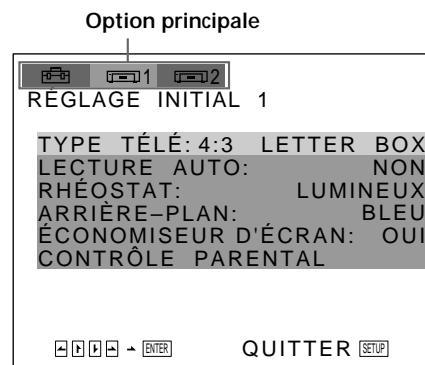 Option principale
1 2
RÉGLAGE INITIAL 1
TYPE TÉLÉ: 4:3 LETTER BOX
LECTURE AUTO: NON
RHÉOSTAT: LUMINEUX
ARRIÈRE–PLAN: BLEU
ÉCONOMISEUR D'ÉCRAN: OUI
CONTRÔLE PARENTAL
ENTER QUITTER SETUP